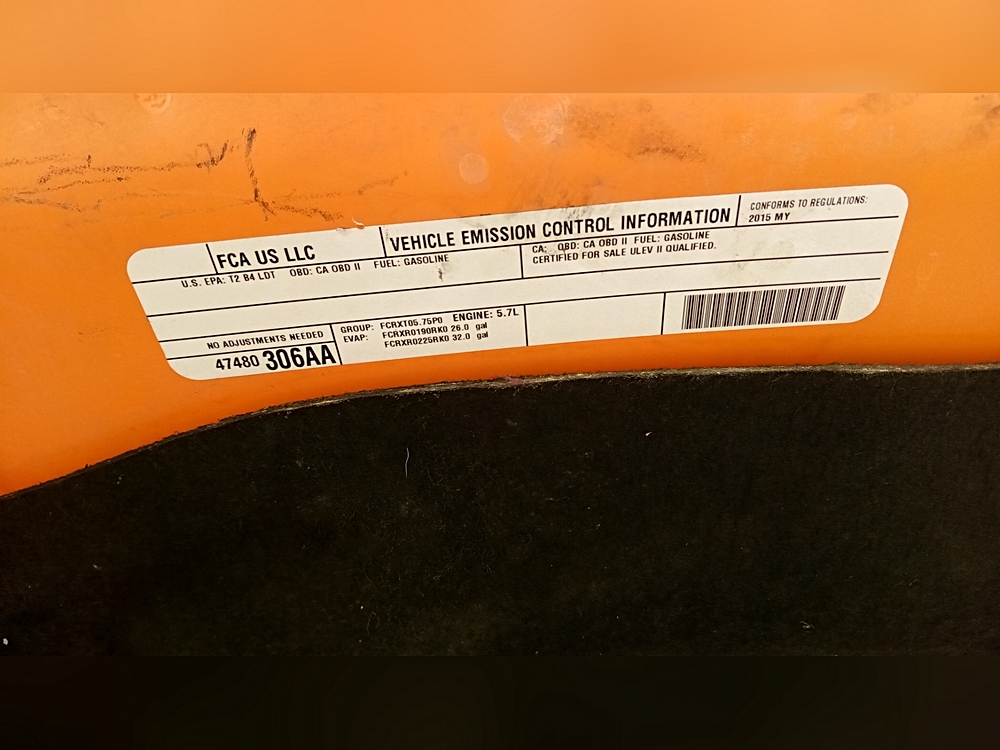 FCA US LLC
VEHICLE EMISSION CONTROL INFORMATION
CONFORMS TO REGULATIONS:
2015 MY
U.S. EPA: T2 B4 LDT OBD: CA OBD II FUEL: GASOLINE
CA: OBD: CA OBD II FUEL: GASOLINE
CERTIFIED FOR SALE ULEV II QUALIFIED.
NO ADJUSTMENTS NEEDED
47480 306AA
GROUP: FCRXT05.75P0 ENGINE: 5.7L
EVAP: FCRXR0190RK0 26.0 gal
FCRXR0225RK0 32.0 gal